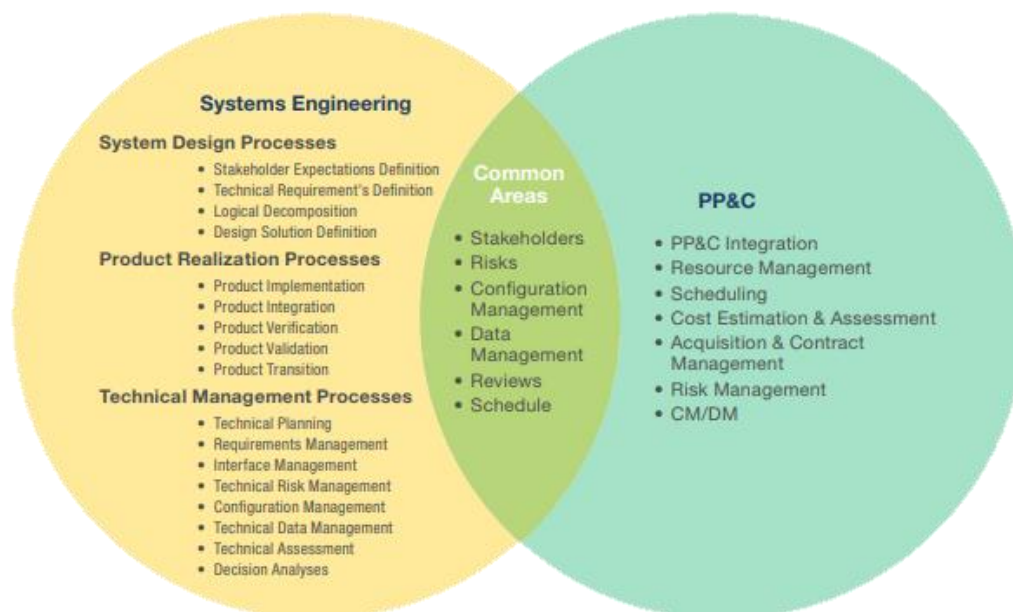 Systems Engineering
System Design Processes
• Stakeholder Expectations Definition
• Technical Requirement's Definition
• Logical Decomposition
• Design Solution Definition
Product Realization Processes
• Product Implementation
• Product Integration
• Product Verification
• Product Validation
• Product Transition
Technical Management Processes
• Technical Planning
• Requirements Management
• Interface Management
• Technical Risk Management
• Configuration Management
• Technical Data Management
• Technical Assessment
• Decision Analyses
Common
Areas
• Stakeholders
• Risks
• Configuration
Management
• Data
Management
• Reviews
• Schedule
PP&C
• PP&C Integration
• Resource Management
• Scheduling
• Cost Estimation & Assessment
• Acquisition & Contract
Management
• Risk Management
• CM/DM